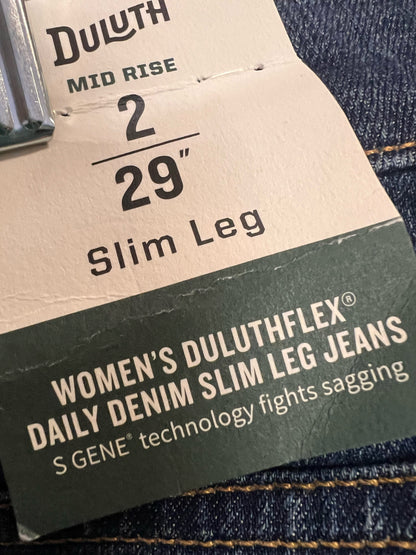 DULUTH
MID RISE
2
29"
Slim Leg
WOMEN'S DULUTHFLEX®
DAILY DENIM SLIM LEG JEANS
S GENE® technology fights sagging